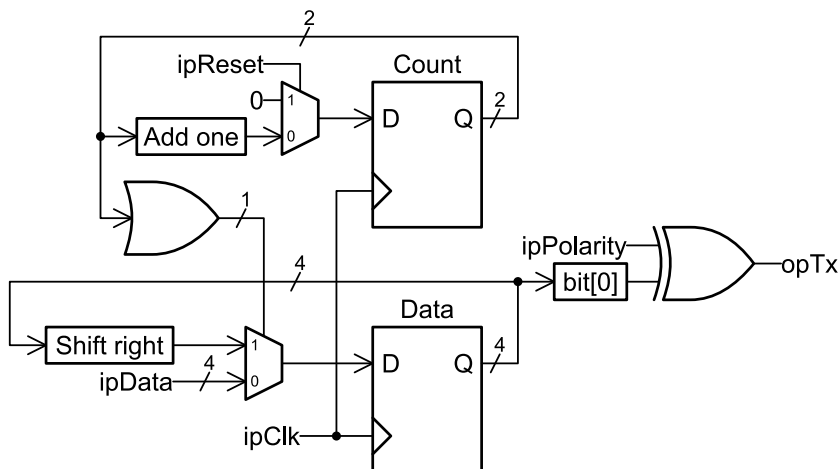 2
ipReset
Count
0
1
D
Q
2
Add one
0
1
ipPolarity
opTx
4
bit[0]
Data
Shift right
1
D
Q
4
ipData
4
0
ipClk